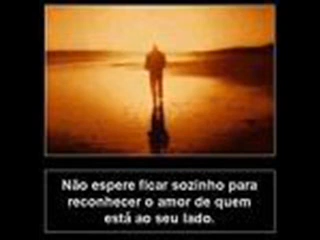 Não espere ficar sozinho para
reconhecer o amor de quem
está ao seu lado.